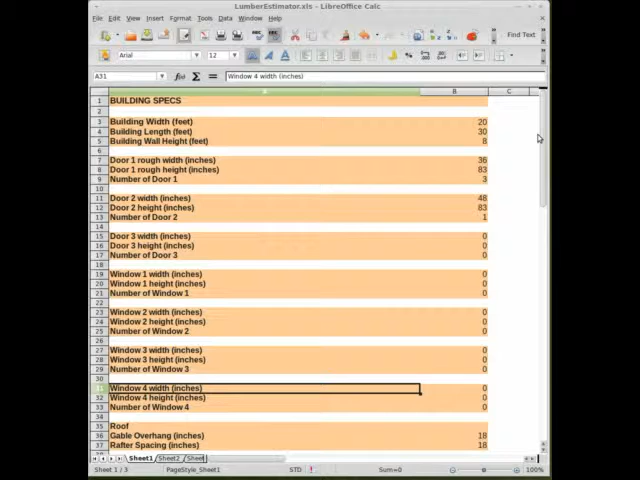 LumberEstimator.xls - LibreOffice Calc
File Edit View Insert Format Tools Data Window Help
Find Text
Arial 12
A31 Window 4 width (inches)
A B C
1 BUILDING SPECS
2
3 Building Width (feet) 20
4 Building Length (feet) 30
5 Building Wall Height (feet) 8
6
7 Door 1 rough width (inches) 36
8 Door 1 rough height (inches) 83
9 Number of Door 1 3
10
11 Door 2 width (inches) 48
12 Door 2 height (inches) 83
13 Number of Door 2 1
14
15 Door 3 width (inches) 0
16 Door 3 height (inches) 0
17 Number of Door 3 0
18
19 Window 1 width (inches) 0
20 Window 1 height (inches) 0
21 Number of Window 1 0
22
23 Window 2 width (inches) 0
24 Window 2 height (inches) 0
25 Number of Window 2 0
26
27 Window 3 width (inches) 0
28 Window 3 height (inches) 0
29 Number of Window 3 0
30
31 Window 4 width (inches) 0
32 Window 4 height (inches) 0
33 Number of Window 4 0
34
35 Roof
36 Gable Overhang (inches) 18
37 Rafter Spacing (inches) 18
Sheet1 Sheet2 Sheet
Sheet 1 / 3 PageStyle_Sheet1 STD Sum=0 100%